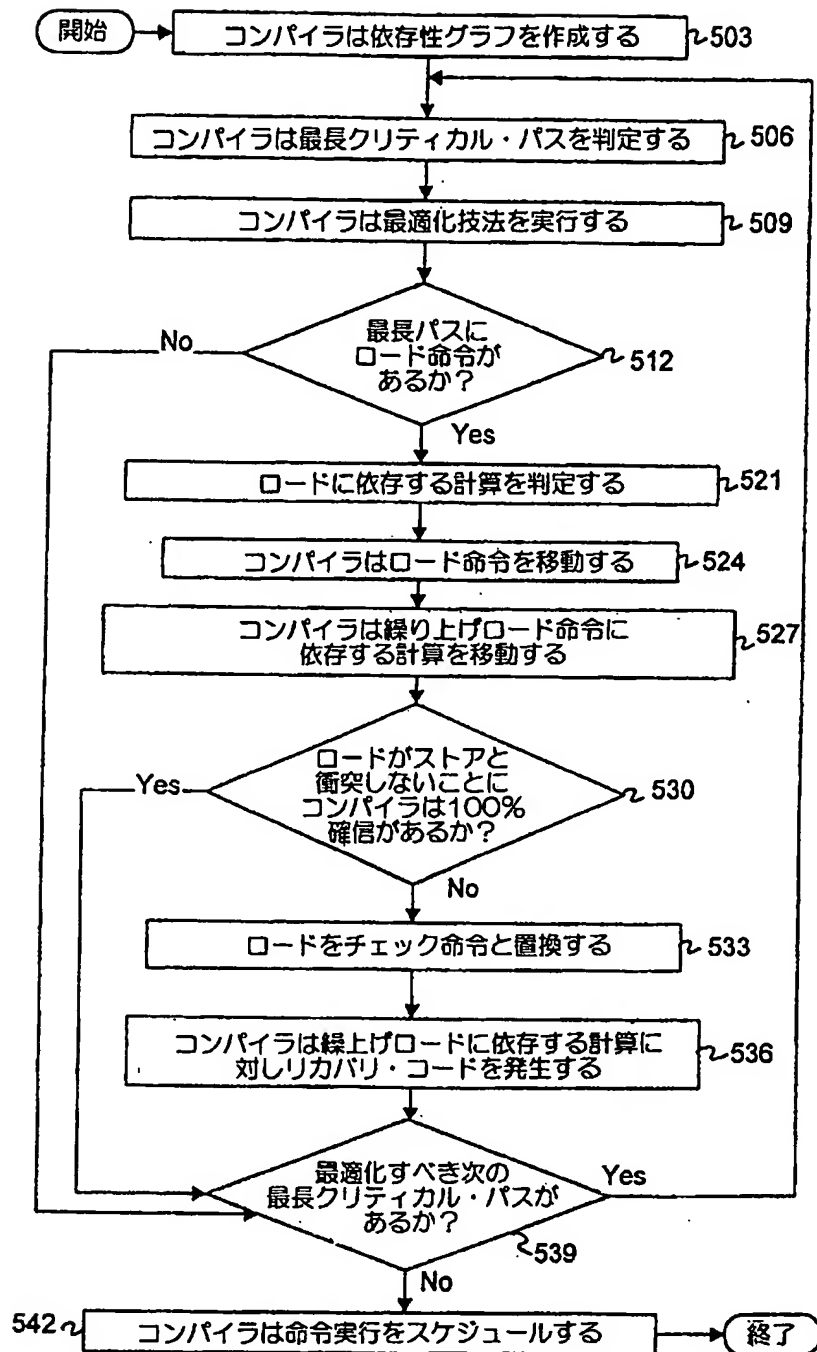 開始
コンパイラは依存性グラフを作成する
503
コンパイラは最長クリティカル・パスを判定する
506
コンパイラは最適化技法を実行する
509
最長パスに
ロード命令が
あるか？
512
No
Yes
ロードに依存する計算を判定する
521
コンパイラはロード命令を移動する
524
コンパイラは繰り上げロード命令に
依存する計算を移動する
527
ロードがストアと
衝突しないことに
コンパイラは100%
確信があるか？
530
Yes
No
ロードをチェック命令と置換する
533
コンパイラは繰上げロードに依存する計算に
対しリカバリ・コードを発生する
536
最適化すべき次の
最長クリティカル・パスが
あるか？
Yes
539
No
542
コンパイラは命令実行をスケジュールする
終了